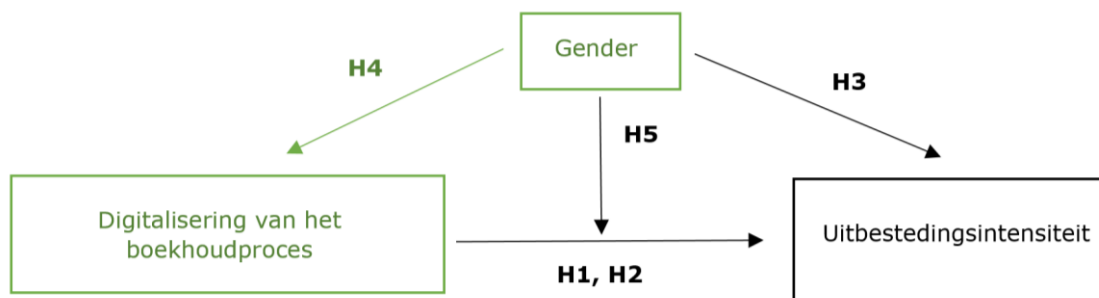 Gender
H4
H3
H5
Digitalisering van het
boekhoudproces
Uitbestedingsintensiteit
H1, H2